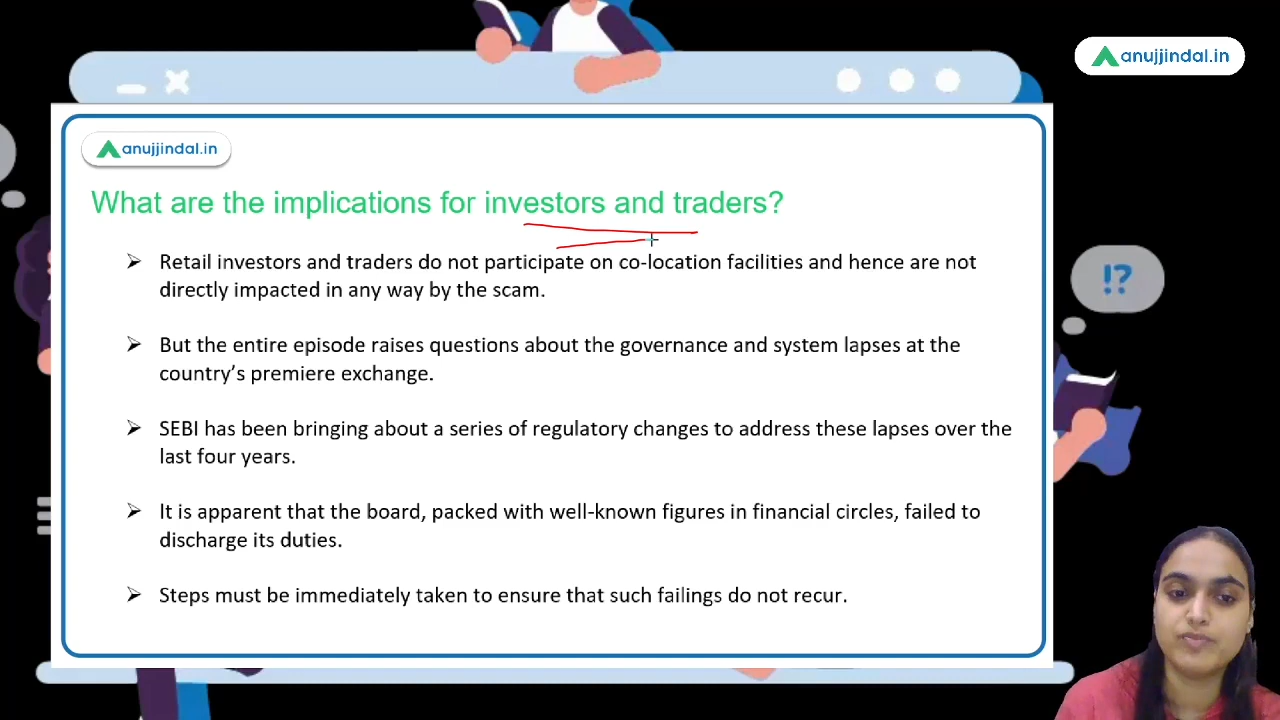 anujjindal.in
anujjindal.in
What are the implications for investors and traders?
Retail investors and traders do not participate on co-location facilities and hence are not
directly impacted in any way by the scam.
But the entire episode raises questions about the governance and system lapses at the
country's premiere exchange.
SEBI has been bringing about a series of regulatory changes to address these lapses over the
last four years.
It is apparent that the board, packed with well-known figures in financial circles, failed to
discharge its duties.
Steps must be immediately taken to ensure that such failings do not recur.
!?